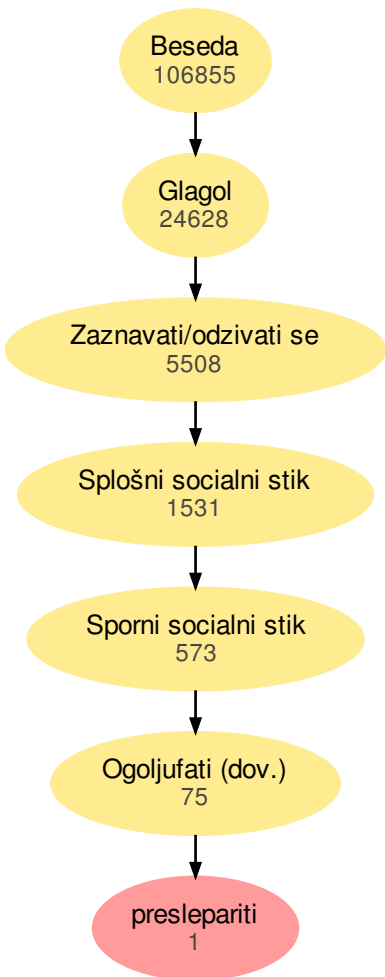 Beseda
106855
Glagol
24628
Zaznavati/odzivati se
5508
Splošni socialni stik
1531
Sporni socialni stik
573
Ogoljufati (dov.)
75
preslepariti
1